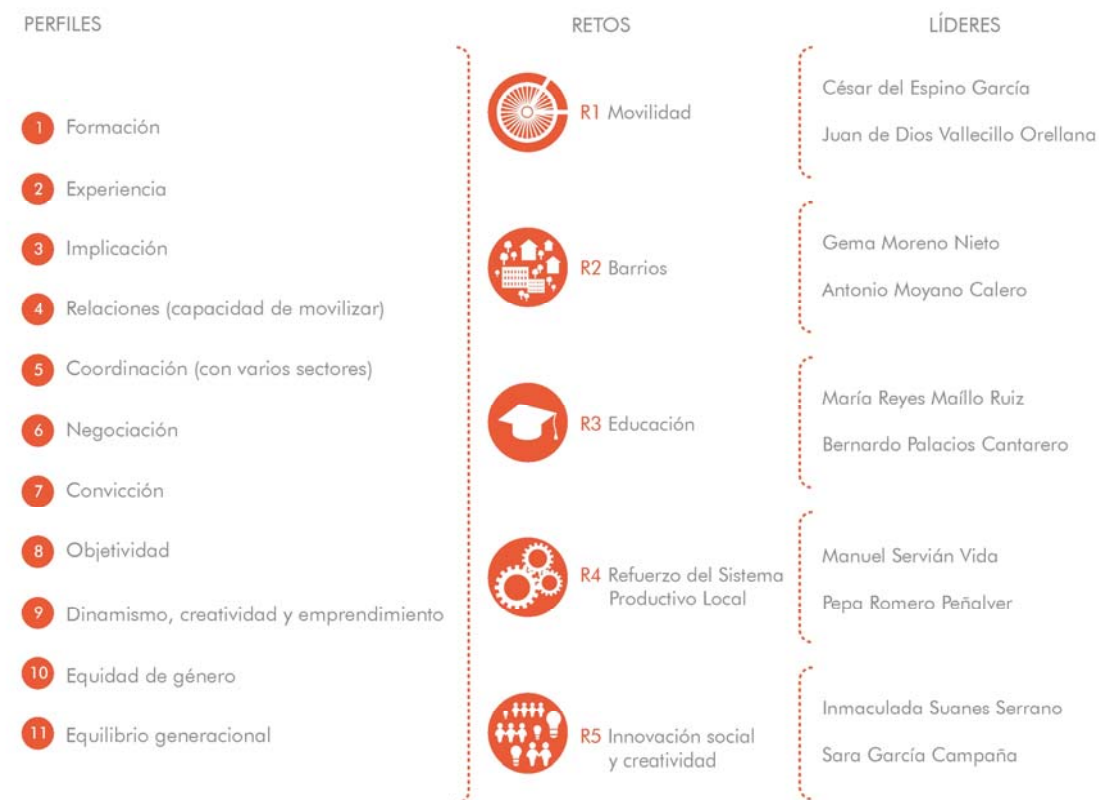 PERFILES
1 Formación
2 Experiencia
3 Implicación
4 Relaciones (capacidad de movilizar)
5 Coordinación (con varios sectores)
6 Negociación
7 Convicción
8 Objetividad
9 Dinamismo, creatividad y emprendimiento
10 Equidad de género
11 Equilibrio generacional
RETOS
R1 Movilidad
R2 Barrios
R3 Educación
R4 Refuerzo del Sistema
Productivo Local
R5 Innovación social
y creatividad
LÍDERES
César del Espino García
Juan de Dios Vallecillo Orellana
Gema Moreno Nieto
Antonio Moyano Calero
María Reyes Maíllo Ruiz
Bernardo Palacios Cantarero
Manuel Servián Vida
Pepa Romero Peñalver
Inmaculada Suanes Serrano
Sara García Campaña